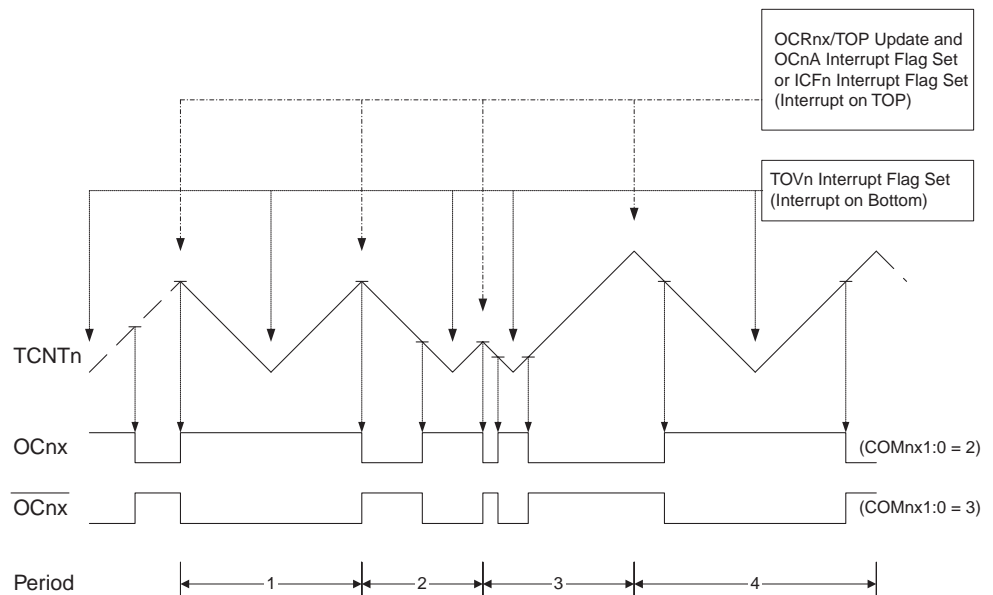 OCRnx/TOP Update and
OCnA Interrupt Flag Set
or ICFn Interrupt Flag Set
(Interrupt on TOP)
TOVn Interrupt Flag Set
(Interrupt on Bottom)
TCNTn
OCnx
(COMnx1:0 = 2)
OCnx
(COMnx1:0 = 3)
Period
1
2
3
4